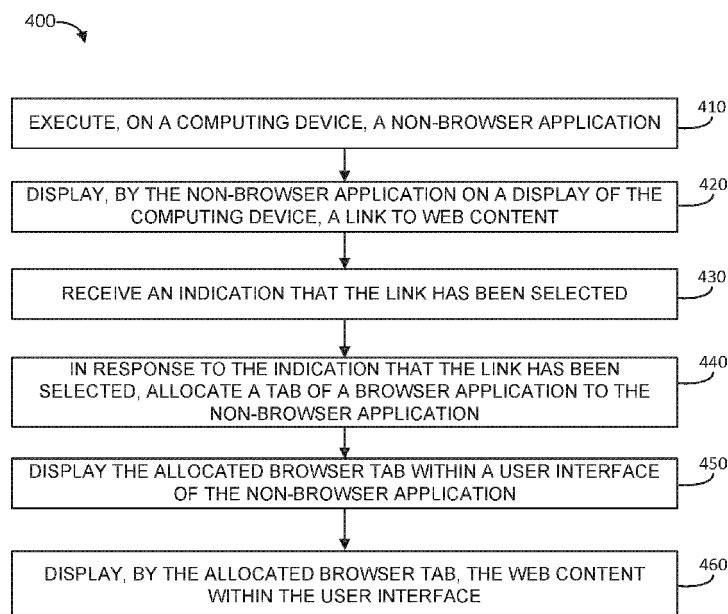 400
EXECUTE, ON A COMPUTING DEVICE, A NON-BROWSER APPLICATION
410
DISPLAY, BY THE NON-BROWSER APPLICATION ON A DISPLAY OF THE
COMPUTING DEVICE, A LINK TO WEB CONTENT
420
RECEIVE AN INDICATION THAT THE LINK HAS BEEN SELECTED
430
IN RESPONSE TO THE INDICATION THAT THE LINK HAS BEEN
SELECTED, ALLOCATE A TAB OF A BROWSER APPLICATION TO THE
NON-BROWSER APPLICATION
440
DISPLAY THE ALLOCATED BROWSER TAB WITHIN A USER INTERFACE
OF THE NON-BROWSER APPLICATION
450
DISPLAY, BY THE ALLOCATED BROWSER TAB, THE WEB CONTENT
WITHIN THE USER INTERFACE
460